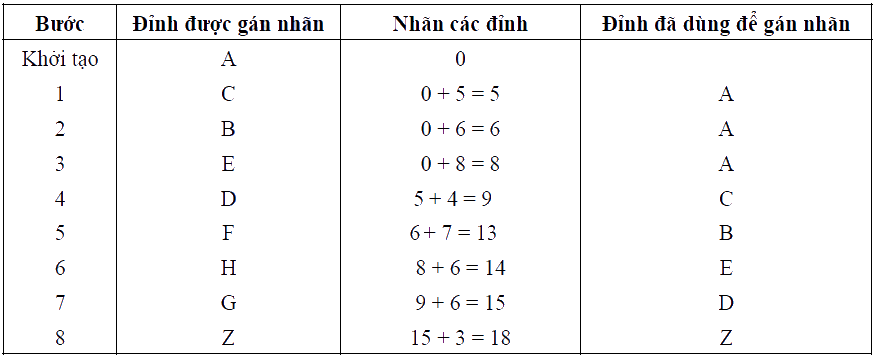 Bước Đỉnh được gán nhãn Nhãn các đỉnh Đỉnh đã dùng để gán nhãn
Khởi tạo A 0
1 C 0 + 5 = 5 A
2 B 0 + 6 = 6 A
3 E 0 + 8 = 8 A
4 D 5 + 4 = 9 C
5 F 6 + 7 = 13 B
6 H 8 + 6 = 14 E
7 G 9 + 6 = 15 D
8 Z 15 + 3 = 18 Z